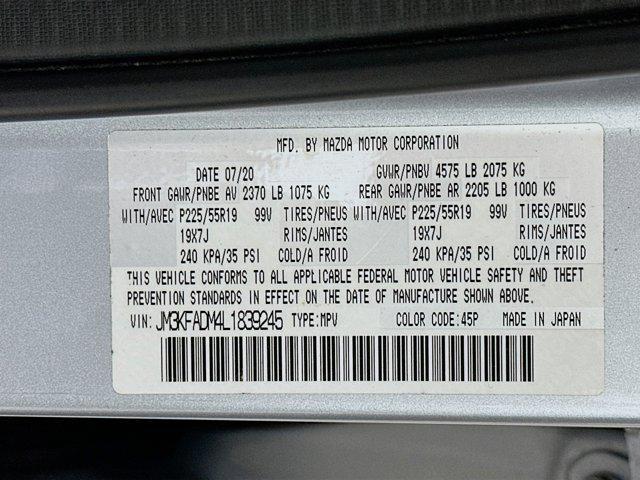 MFD. BY MAZDA MOTOR CORPORATION
DATE 07/20 GVWR/PNBV 4575 LB 2075 KG
FRONT GAWR/PNBE AV 2370 LB 1075 KG REAR GAWR/PNBE AR 2205 LB 1000 KG
WITH/AVEC P225/55R19 99V TIRES/PNEUS WITH/AVEC P225/55R19 99V TIRES/PNEUS
19X7J RIMS/JANTES 19X7J RIMS/JANTES
240 KPA/35 PSI COLD/A FROID 240 KPA/35 PSI COLD/A FROID
THIS VEHICLE CONFORMS TO ALL APPLICABLE FEDERAL MOTOR VEHICLE SAFETY AND THEFT
PREVENTION STANDARDS IN EFFECT ON THE DATE OF MANUFACTURE SHOWN ABOVE.
VIN: JM3KFADM4L1839245 TYPE:MPV COLOR CODE:45P MADE IN JAPAN